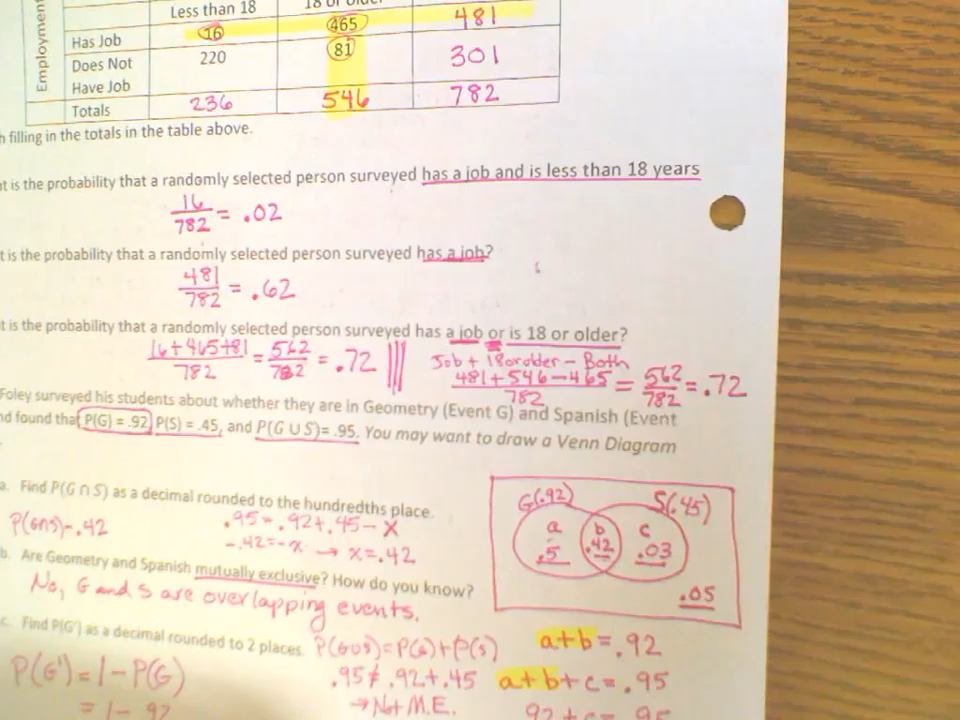 Less than 18 18 or older
Employment
Has Job 16 465 481
Does Not Have Job 220 81 301
Totals 236 546 782
filling in the totals in the table above.
is the probability that a randomly selected person surveyed has a job and is less than 18 years
16/782 = .02
is the probability that a randomly selected person surveyed has a job?
481/782 = .62
is the probability that a randomly selected person surveyed has a job or is 18 or older?
16+465+81/782 = 562/782 = .72
Job + 18 or older - Both
481+546-465/782 = 562/782 = .72
Foley surveyed his students about whether they are in Geometry (Event G) and Spanish (Event
found that P(G) = .92, P(S) = .45, and P(G ∪ S)= .95. You may want to draw a Venn Diagram
a. Find P(G ∩ S) as a decimal rounded to the hundredths place.
P(G∩S)=.42
.95=.92+.45-x
-.42=-x → x=.42
G(.92) S(.45)
a b c
.5 .42 .03
.05
b. Are Geometry and Spanish mutually exclusive? How do you know?
No, G and S are overlapping events.
c. Find P(G') as a decimal rounded to 2 places.
P(G∪S)=P(G)+P(S)
.95≠.92+.45
→Not M.E.
P(G')=1-P(G)
=1-.92
a+b=.92
a+b+c=.95
.92+c=.95